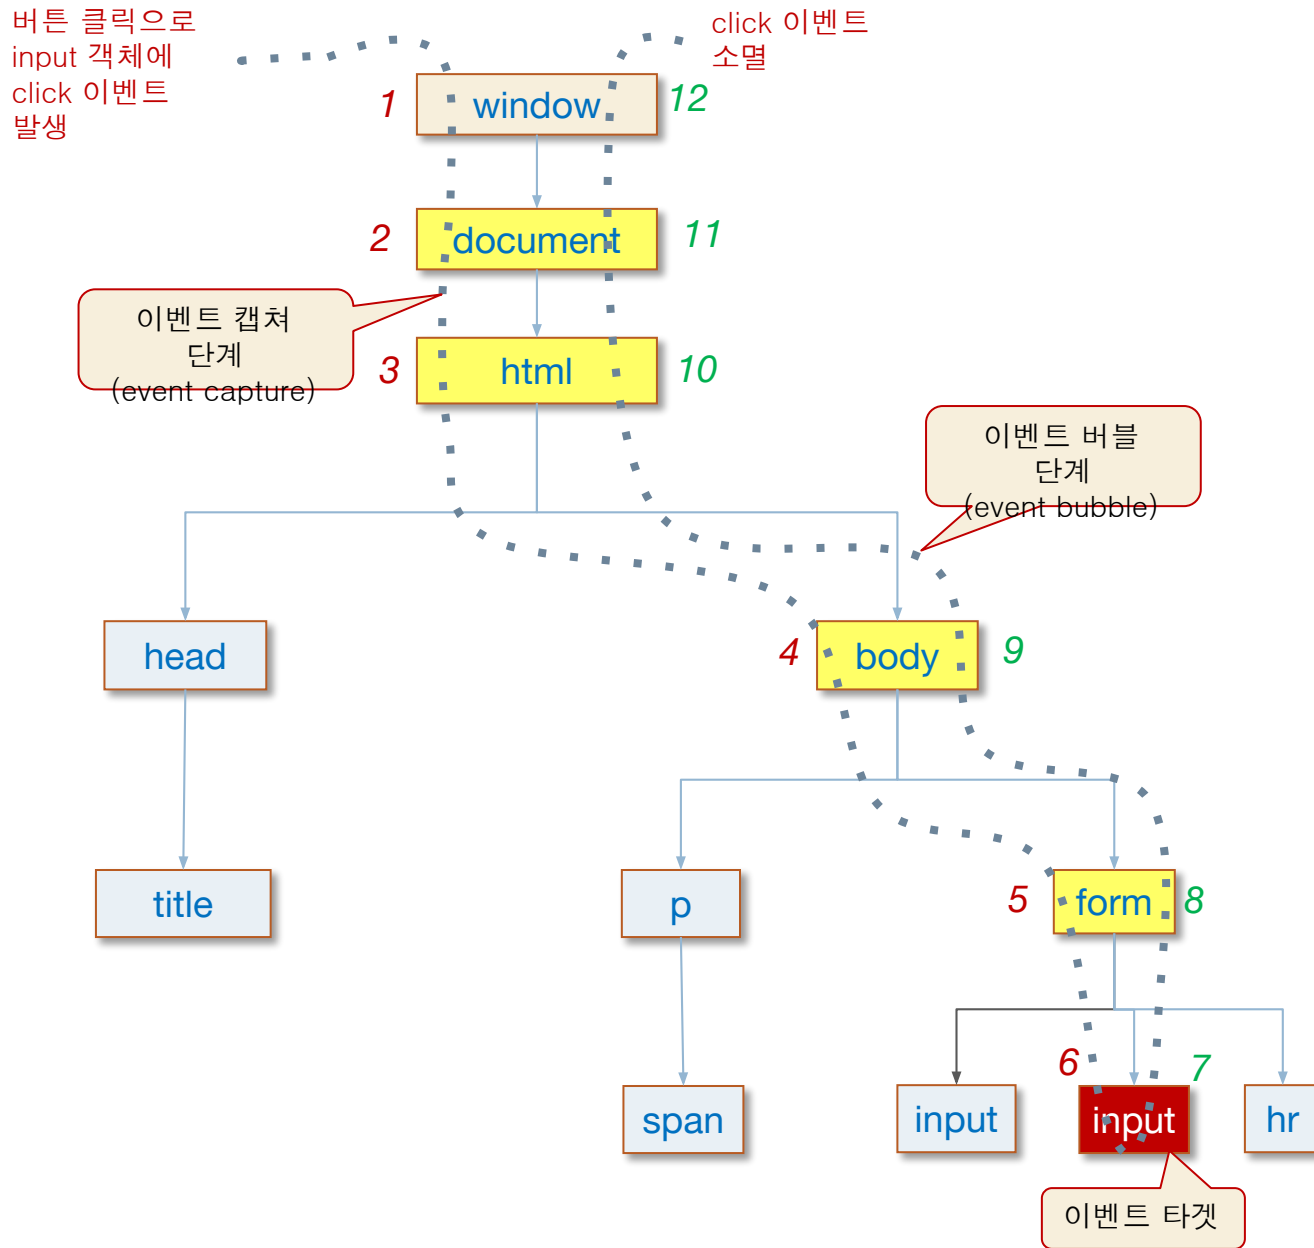 버튼 클릭으로
input 객체에
click 이벤트
발생
click 이벤트
소멸
1
window
12
2
document
11
이벤트 캡쳐
단계
(event capture)
3
html
10
이벤트 버블
단계
(event bubble)
head
4
body
9
title
p
5
form
8
6
7
span
input
input
hr
이벤트 타겟